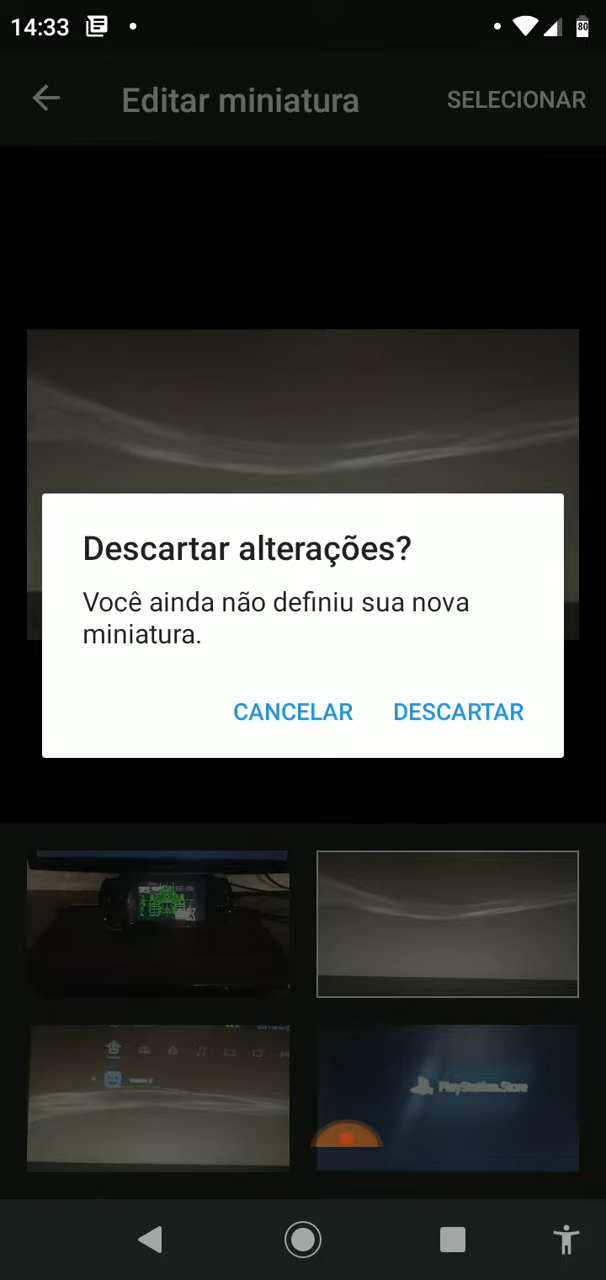 14:33
80
Editar miniatura
SELECIONAR
Descartar alterações?
Você ainda não definiu sua nova
miniatura.
CANCELAR DESCARTAR
PlayStation.Store